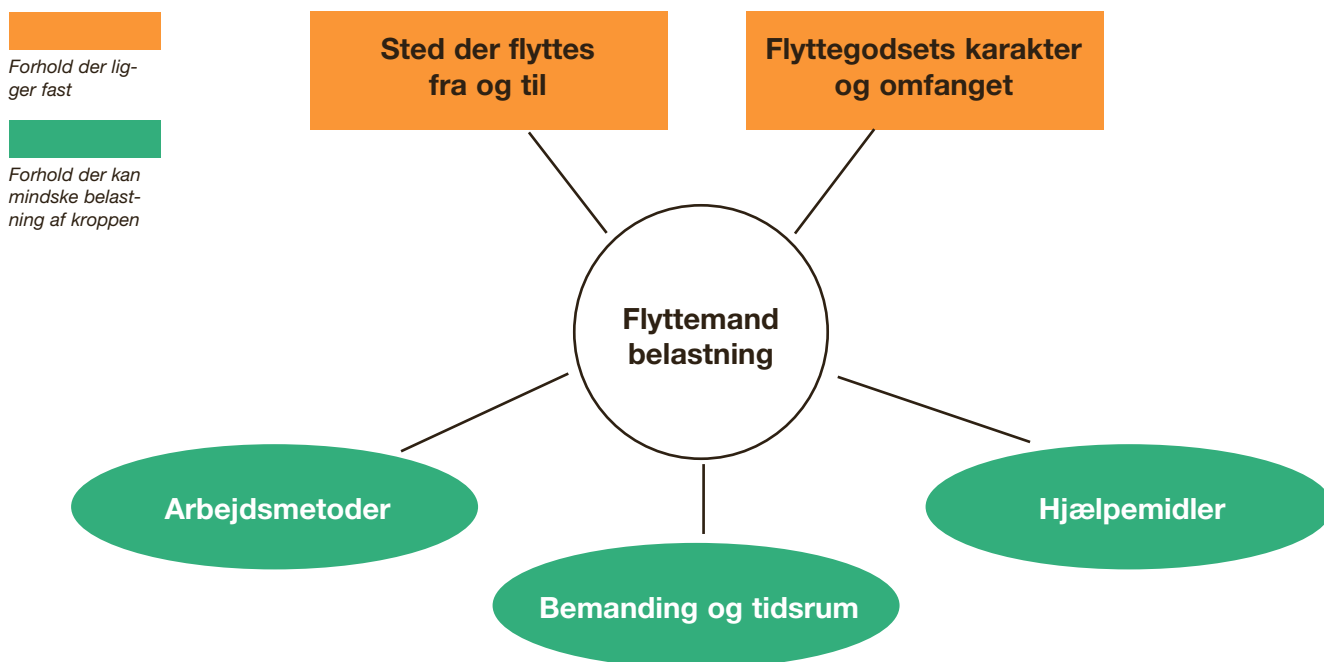 Forhold der lig-
ger fast
Forhold der kan
mindske belast-
ning af kroppen
Sted der flyttes
fra og til
Flyttegodsets karakter
og omfanget
Flyttemand
belastning
Arbejdsmetoder
Bemanding og tidsrum
Hjælpemidler